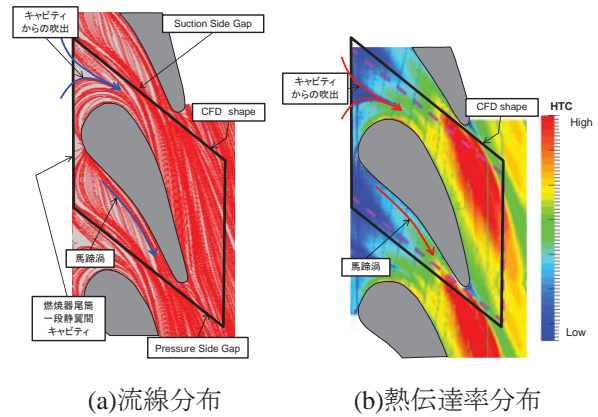 キャビティ
からの吹出
Suction Side Gap
CFD shape
馬蹄渦
燃焼器尾筒
一段静翼間
キャビティ
Pressure Side Gap
(a)流線分布
キャビティ
からの吹出
CFD shape
馬蹄渦
HTC
High
Low
(b)熱伝達率分布